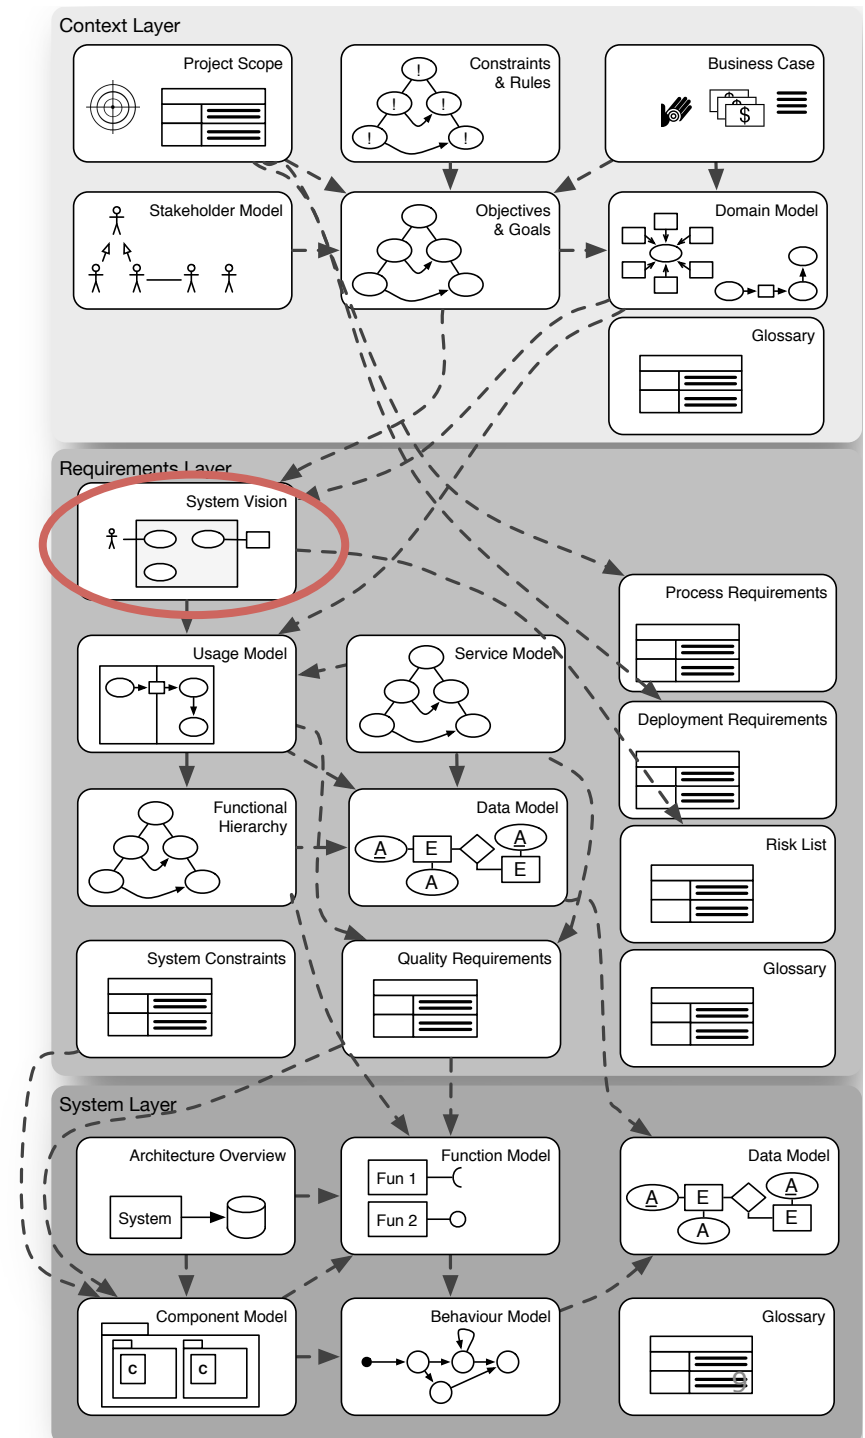 Context Layer
Project Scope
Constraints
& Rules
! ! ! ! !
Business Case
$
Stakeholder Model
Objectives
& Goals
Domain Model
Glossary
Requirements Layer
System Vision
Process Requirements
Usage Model
Service Model
Deployment Requirements
Functional
Hierarchy
Data Model
A E A
A E
Risk List
System Constraints
Quality Requirements
Glossary
System Layer
Architecture Overview
System
Function Model
Fun 1
Fun 2
Data Model
A E A
A E
Component Model
C C
Behaviour Model
Glossary
9